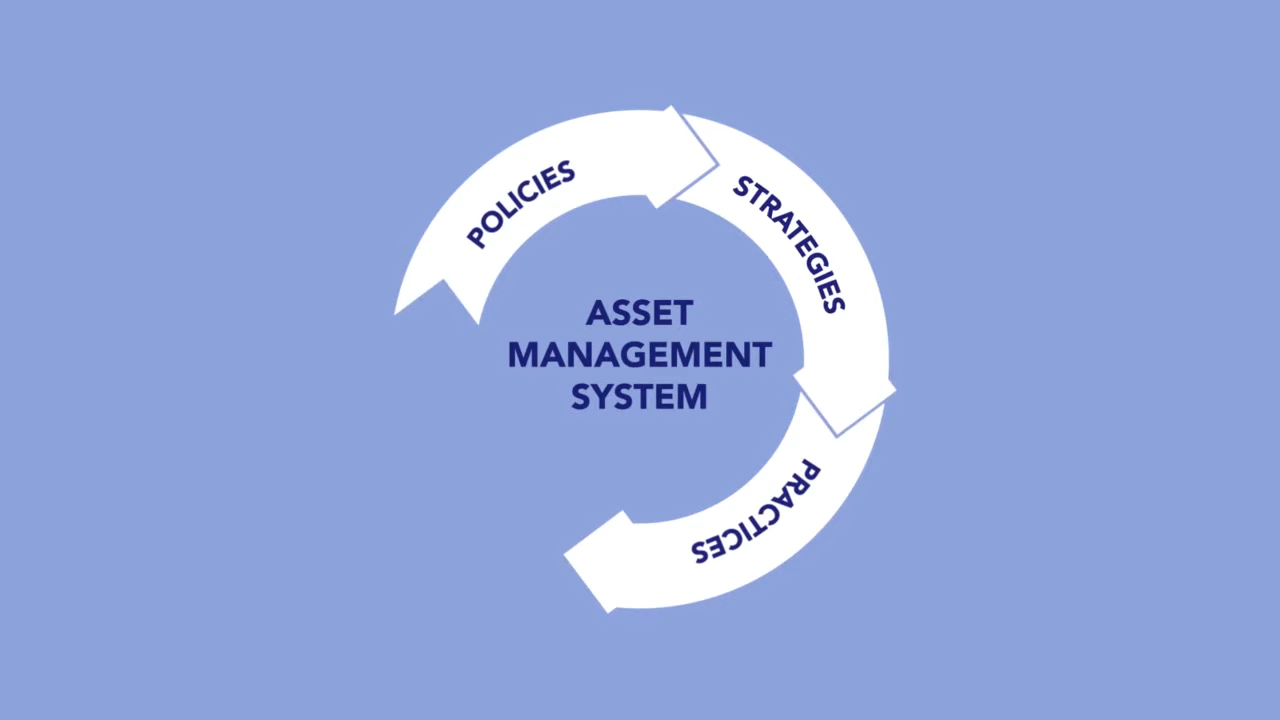 POLICIES
STRATEGIES
ASSET
MANAGEMENT
SYSTEM
PRACTICES